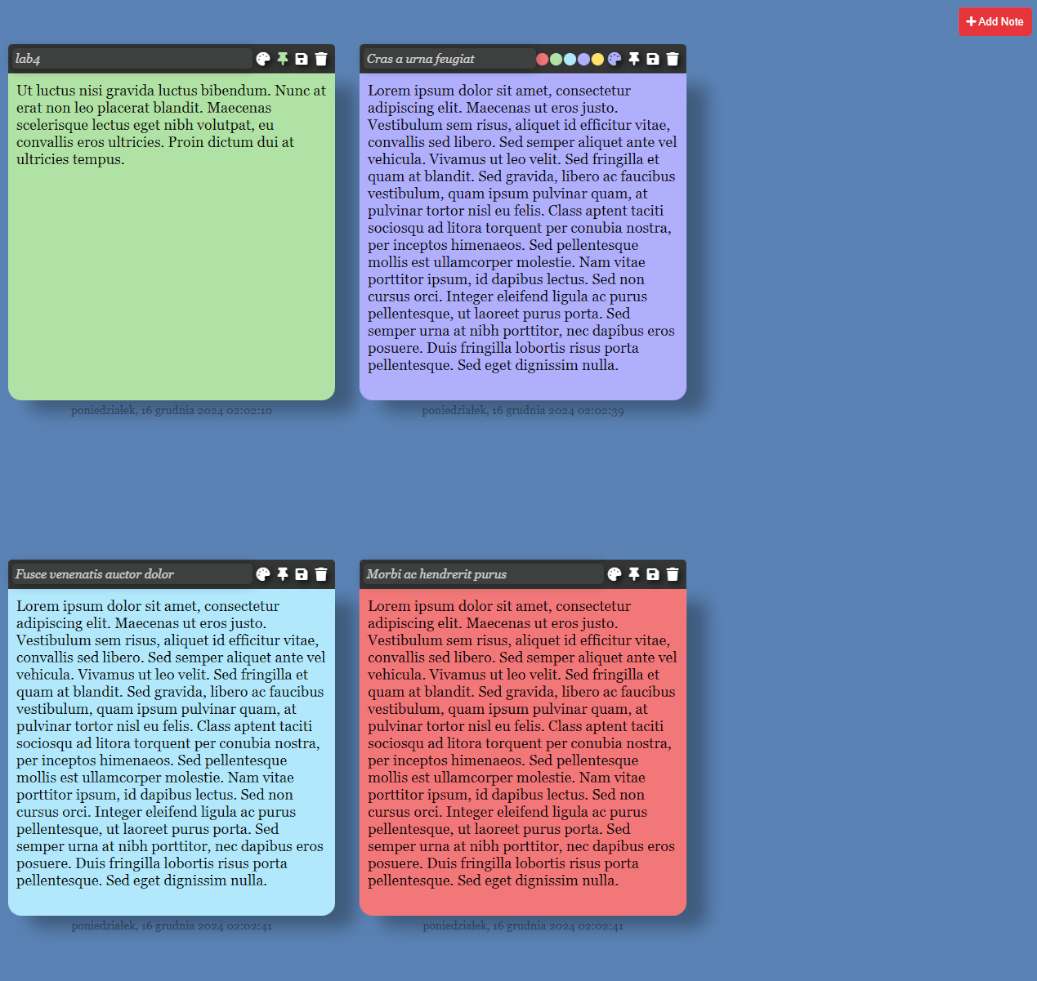 Add Note
lab4
Ut luctus nisi gravida luctus bibendum. Nunc at
erat non leo placerat blandit. Maecenas
scelerisque lectus eget nibh volutpat, eu
convallis eros ultricies. Proin dictum dui at
ultricies tempus.
poniedziałek, 16 grudnia 2024 02:02:10
Cras a urna feugiat
Lorem ipsum dolor sit amet, consectetur
adipiscing elit. Maecenas ut eros justo.
Vestibulum sem risus, aliquet id efficitur vitae,
convallis sed libero. Sed semper aliquet ante vel
vehicula. Vivamus ut leo velit. Sed fringilla et
quam at blandit. Sed gravida, libero ac faucibus
vestibulum, quam ipsum pulvinar quam, at
pulvinar tortor nisl eu felis. Class aptent taciti
sociosqu ad litora torquent per conubia nostra,
per inceptos himenaeos. Sed pellentesque
mollis est ullamcorper molestie. Nam vitae
porttitor ipsum, id dapibus lectus. Sed non
cursus orci. Integer eleifend ligula ac purus
pellentesque, ut laoreet purus porta. Sed
semper urna at nibh porttitor, nec dapibus eros
posuere. Duis fringilla lobortis risus porta
pellentesque. Sed eget dignissim nulla.
poniedziałek, 16 grudnia 2024 02:02:39
Fusce venenatis auctor dolor
Lorem ipsum dolor sit amet, consectetur
adipiscing elit. Maecenas ut eros justo.
Vestibulum sem risus, aliquet id efficitur vitae,
convallis sed libero. Sed semper aliquet ante vel
vehicula. Vivamus ut leo velit. Sed fringilla et
quam at blandit. Sed gravida, libero ac faucibus
vestibulum, quam ipsum pulvinar quam, at
pulvinar tortor nisl eu felis. Class aptent taciti
sociosqu ad litora torquent per conubia nostra,
per inceptos himenaeos. Sed pellentesque
mollis est ullamcorper molestie. Nam vitae
porttitor ipsum, id dapibus lectus. Sed non
cursus orci. Integer eleifend ligula ac purus
pellentesque, ut laoreet purus porta. Sed
semper urna at nibh porttitor, nec dapibus eros
posuere. Duis fringilla lobortis risus porta
pellentesque. Sed eget dignissim nulla.
poniedziałek, 16 grudnia 2024 02:02:41
Morbi ac hendrerit purus
Lorem ipsum dolor sit amet, consectetur
adipiscing elit. Maecenas ut eros justo.
Vestibulum sem risus, aliquet id efficitur vitae,
convallis sed libero. Sed semper aliquet ante vel
vehicula. Vivamus ut leo velit. Sed fringilla et
quam at blandit. Sed gravida, libero ac faucibus
vestibulum, quam ipsum pulvinar quam, at
pulvinar tortor nisl eu felis. Class aptent taciti
sociosqu ad litora torquent per conubia nostra,
per inceptos himenaeos. Sed pellentesque
mollis est ullamcorper molestie. Nam vitae
porttitor ipsum, id dapibus lectus. Sed non
cursus orci. Integer eleifend ligula ac purus
pellentesque, ut laoreet purus porta. Sed
semper urna at nibh porttitor, nec dapibus eros
posuere. Duis fringilla lobortis risus porta
pellentesque. Sed eget dignissim nulla.
poniedziałek, 16 grudnia 2024 02:02:41